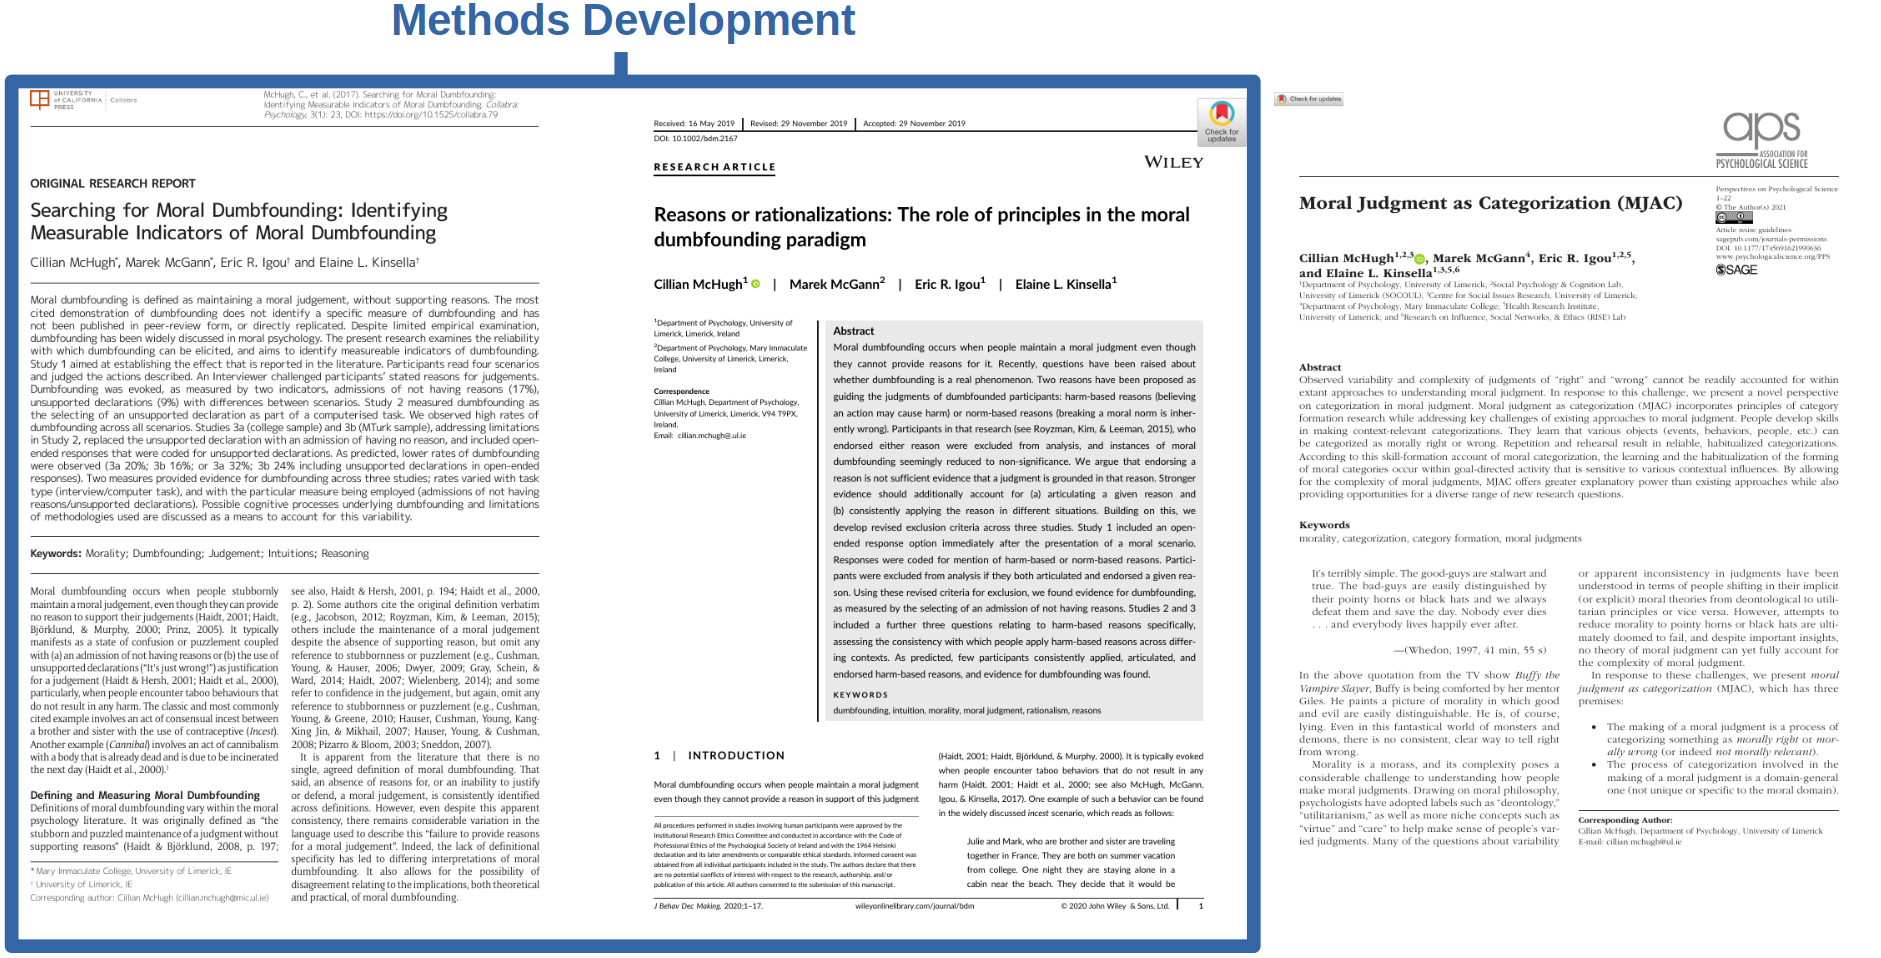 Methods Development
UNIVERSITY
of CALIFORNIA
PRESS
Collabra
McHugh, C., et al. (2017). Searching for Moral Dumbfounding:
Identifying Measurable Indicators of Moral Dumbfounding. Collabra:
Psychology, 3(1): 23, DOI: https://doi.org/10.1525/collabra.79
ORIGINAL RESEARCH REPORT
Searching for Moral Dumbfounding: Identifying
Measurable Indicators of Moral Dumbfounding
Cillian McHugh*, Marek McGann*, Eric R. Igou† and Elaine L. Kinsella†
Moral dumbfounding is defined as maintaining a moral judgement, without supporting reasons. The most
cited demonstration of dumbfounding does not identify a specific measure of dumbfounding and has
not been published in peer-review form, or directly replicated. Despite limited empirical examination,
dumbfounding has been widely discussed in moral psychology. The present research examines the reliability
with which dumbfounding can be elicited, and aims to identify measureable indicators of dumbfounding.
Study 1 aimed at establishing the effect that is reported in the literature. Participants read four scenarios
and judged the actions described. An Interviewer challenged participants' stated reasons for judgements.
Dumbfounding was evoked, as measured by two indicators, admissions of not having reasons (17%),
unsupported declarations (9%) with differences between scenarios. Study 2 measured dumbfounding as
the selecting of an unsupported declaration as part of a computerised task. We observed high rates of
dumbfounding across all scenarios. Studies 3a (college sample) and 3b (MTurk sample), addressing limitations
in Study 2, replaced the unsupported declaration with an admission of having no reason, and included open-
ended responses that were coded for unsupported declarations. As predicted, lower rates of dumbfounding
were observed (3a 20%; 3b 16%; or 3a 32%; 3b 24% including unsupported declarations in open-ended
responses). Two measures provided evidence for dumbfounding across three studies; rates varied with task
type (interview/computer task), and with the particular measure being employed (admissions of not having
reasons/unsupported declarations). Possible cognitive processes underlying dumbfounding and limitations
of methodologies used are discussed as a means to account for this variability.
Keywords: Morality; Dumbfounding; Judgement; Intuitions; Reasoning
Moral dumbfounding occurs when people stubbornly
maintain a moral judgement, even though they can provide
no reason to support their judgements (Haidt, 2001; Haidt,
Björklund, & Murphy, 2000; Prinz, 2005). It typically
manifests as a state of confusion or puzzlement coupled
with (a) an admission of not having reasons or (b) the use of
unsupported declarations ("It's just wrong!") as justification
for a judgement (Haidt & Hersh, 2001; Haidt et al., 2000),
particularly, when people encounter taboo behaviours that
do not result in any harm. The classic and most commonly
cited example involves an act of consensual incest between
a brother and sister with the use of contraceptive (Incest).
Another example (Cannibal) involves an act of cannibalism
with a body that is already dead and is due to be incinerated
the next day (Haidt et al., 2000).¹
Defining and Measuring Moral Dumbfounding
Definitions of moral dumbfounding vary within the moral
psychology literature. It was originally defined as "the
stubborn and puzzled maintenance of a judgment without
supporting reasons" (Haidt & Björklund, 2008, p. 197;
* Mary Immaculate College, University of Limerick, IE
† University of Limerick, IE
Corresponding author: Cillian McHugh (cillian.mchugh@mic.ul.ie)
see also, Haidt & Hersh, 2001, p. 194; Haidt et al., 2000,
p. 2). Some authors cite the original definition verbatim
(e.g., Jacobson, 2012; Royzman, Kim, & Leeman, 2015);
others include the maintenance of a moral judgement
despite the absence of supporting reason, but omit any
reference to stubbornness or puzzlement (e.g., Cushman,
Young, & Hauser, 2006; Dwyer, 2009; Gray, Schein, &
Ward, 2014; Haidt, 2007; Wielenberg, 2014); and some
refer to confidence in the judgement, but again, omit any
reference to stubbornness or puzzlement (e.g., Cushman,
Young, & Greene, 2010; Hauser, Cushman, Young, Kang-
Xing Jin, & Mikhail, 2007; Hauser, Young, & Cushman,
2008; Pizarro & Bloom, 2003; Sneddon, 2007).
It is apparent from the literature that there is no
single, agreed definition of moral dumbfounding. That
said, an absence of reasons for, or an inability to justify
or defend, a moral judgement, is consistently identified
across definitions. However, even despite this apparent
consistency, there remains considerable variation in the
language used to describe this "failure to provide reasons
for a moral judgement". Indeed, the lack of definitional
specificity has led to differing interpretations of moral
dumbfounding. It also allows for the possibility of
disagreement relating to the implications, both theoretical
and practical, of moral dumbfounding.
Received: 16 May 2019 | Revised: 29 November 2019 | Accepted: 29 November 2019
DOI: 10.1002/bdm.2167
Check for
updates
RESEARCH ARTICLE
WILEY
Reasons or rationalizations: The role of principles in the moral
dumbfounding paradigm
Cillian McHugh¹ | Marek McGann² | Eric R. Igou¹ | Elaine L. Kinsella¹
¹Department of Psychology, University of
Limerick, Limerick, Ireland
²Department of Psychology, Mary Immaculate
College, University of Limerick, Limerick,
Ireland
Correspondence
Cillian McHugh, Department of Psychology,
University of Limerick, Limerick, V94 T9PX,
Ireland.
Email: cillian.mchugh@.ul.ie
Abstract
Moral dumbfounding occurs when people maintain a moral judgment even though
they cannot provide reasons for it. Recently, questions have been raised about
whether dumbfounding is a real phenomenon. Two reasons have been proposed as
guiding the judgments of dumbfounded participants: harm-based reasons (believing
an action may cause harm) or norm-based reasons (breaking a moral norm is inher-
ently wrong). Participants in that research (see Royzman, Kim, & Leeman, 2015), who
endorsed either reason were excluded from analysis, and instances of moral
dumbfounding seemingly reduced to non-significance. We argue that endorsing a
reason is not sufficient evidence that a judgment is grounded in that reason. Stronger
evidence should additionally account for (a) articulating a given reason and
(b) consistently applying the reason in different situations. Building on this, we
develop revised exclusion criteria across three studies. Study 1 included an open-
ended response option immediately after the presentation of a moral scenario.
Responses were coded for mention of harm-based or norm-based reasons. Partici-
pants were excluded from analysis if they both articulated and endorsed a given rea-
son. Using these revised criteria for exclusion, we found evidence for dumbfounding,
as measured by the selecting of an admission of not having reasons. Studies 2 and 3
included a further three questions relating to harm-based reasons specifically,
assessing the consistency with which people apply harm-based reasons across differ-
ing contexts. As predicted, few participants consistently applied, articulated, and
endorsed harm-based reasons, and evidence for dumbfounding was found.
KEYWORDS
dumbfounding, intuition, morality, moral judgment, rationalism, reasons
1 | INTRODUCTION
Moral dumbfounding occurs when people maintain a moral judgment
even though they cannot provide a reason in support of this judgment
All procedures performed in studies involving human participants were approved by the
Institutional Research Ethics Committee and conducted in accordance with the Code of
Professional Ethics of the Psychological Society of Ireland and with the 1964 Helsinki
declaration and its later amendments or comparable ethical standards. Informed consent was
obtained from all individual participants included in the study. The authors declare that there
are no potential conflicts of interest with respect to the research, authorship, and/or
publication of this article. All authors consented to the submission of this manuscript.
(Haidt, 2001; Haidt, Björklund, & Murphy, 2000). It is typically evoked
when people encounter taboo behaviors that do not result in any
harm (Haidt, 2001; Haidt et al., 2000; see also McHugh, McGann,
Igou, & Kinsella, 2017). One example of such a behavior can be found
in the widely discussed incest scenario, which reads as follows:
Julie and Mark, who are brother and sister are traveling
together in France. They are both on summer vacation
from college. One night they are staying alone in a
cabin near the beach. They decide that it would be
J Behav Dec Making. 2020;1–17.
wileyonlinelibrary.com/journal/bdm
© 2020 John Wiley & Sons, Ltd. | 1
Check for updates
aps
ASSOCIATION FOR
PSYCHOLOGICAL SCIENCE
Moral Judgment as Categorization (MJAC)
Perspectives on Psychological Science
1–22
© The Author(s) 2021
Article reuse guidelines:
sagepub.com/journals-permissions
DOI: 10.1177/1745691621990636
www.psychologicalscience.org/PPS
SAGE
Cillian McHugh1,2,3, Marek McGann4, Eric R. Igou1,2,5,
and Elaine L. Kinsella1,3,5,6
¹Department of Psychology, University of Limerick; ²Social Psychology & Cognition Lab,
University of Limerick (SOCOUL); ³Centre for Social Issues Research, University of Limerick;
⁴Department of Psychology, Mary Immaculate College; ⁵Health Research Institute,
University of Limerick; and ⁶Research on Influence, Social Networks, & Ethics (RISE) Lab
Abstract
Observed variability and complexity of judgments of "right" and "wrong" cannot be readily accounted for within
extant approaches to understanding moral judgment. In response to this challenge, we present a novel perspective
on categorization in moral judgment. Moral judgment as categorization (MJAC) incorporates principles of category
formation research while addressing key challenges of existing approaches to moral judgment. People develop skills
in making context-relevant categorizations. They learn that various objects (events, behaviors, people, etc.) can
be categorized as morally right or wrong. Repetition and rehearsal result in reliable, habitualized categorizations.
According to this skill-formation account of moral categorization, the learning and the habitualization of the forming
of moral categories occur within goal-directed activity that is sensitive to various contextual influences. By allowing
for the complexity of moral judgments, MJAC offers greater explanatory power than existing approaches while also
providing opportunities for a diverse range of new research questions.
Keywords
morality, categorization, category formation, moral judgments
It's terribly simple. The good-guys are stalwart and
true. The bad-guys are easily distinguished by
their pointy horns or black hats and we always
defeat them and save the day. Nobody ever dies
. . . and everybody lives happily ever after.
—(Whedon, 1997, 41 min, 55 s)
In the above quotation from the TV show Buffy the
Vampire Slayer, Buffy is being comforted by her mentor
Giles. He paints a picture of morality in which good
and evil are easily distinguishable. He is, of course,
lying. Even in this fantastical world of monsters and
demons, there is no consistent, clear way to tell right
from wrong.
Morality is a morass, and its complexity poses a
considerable challenge to understanding how people
make moral judgments. Drawing on moral philosophy,
psychologists have adopted labels such as "deontology,"
"utilitarianism," as well as more niche concepts such as
"virtue" and "care" to help make sense of people's var-
ied judgments. Many of the questions about variability
or apparent inconsistency in judgments have been
understood in terms of people shifting in their implicit
(or explicit) moral theories from deontological to utili-
tarian principles or vice versa. However, attempts to
reduce morality to pointy horns or black hats are ulti-
mately doomed to fail, and despite important insights,
no theory of moral judgment can yet fully account for
the complexity of moral judgment.
In response to these challenges, we present moral
judgment as categorization (MJAC), which has three
premises:
• The making of a moral judgment is a process of
categorizing something as morally right or mor-
ally wrong (or indeed not morally relevant).
• The process of categorization involved in the
making of a moral judgment is a domain-general
one (not unique or specific to the moral domain).
Corresponding Author:
Cillian McHugh, Department of Psychology, University of Limerick
E-mail: cillian.mchugh@ul.ie